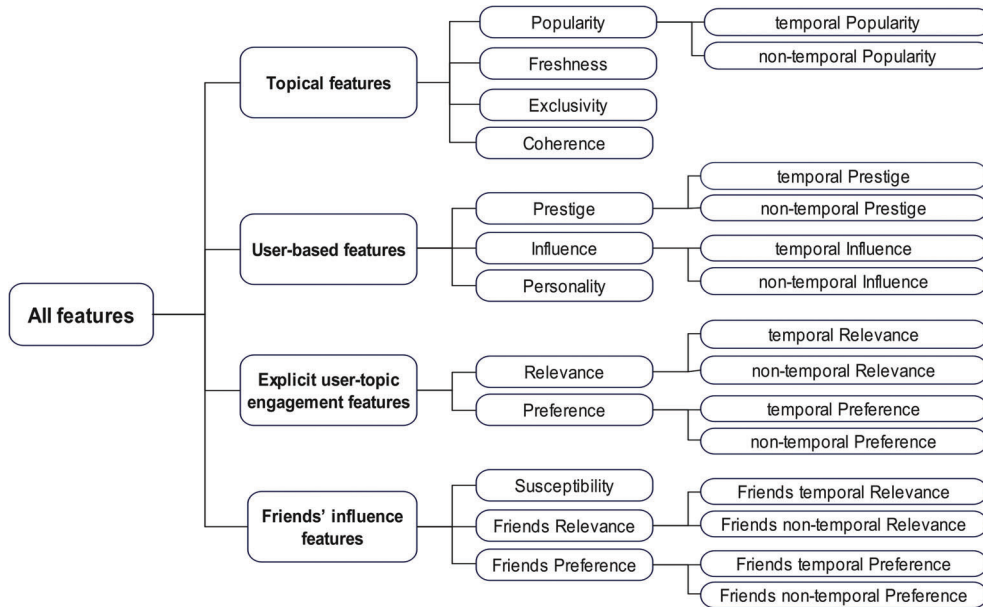 All features
Topical features
Popularity
temporal Popularity
non-temporal Popularity
Freshness
Exclusivity
Coherence
User-based features
Prestige
temporal Prestige
non-temporal Prestige
Influence
temporal Influence
non-temporal Influence
Personality
Explicit user-topic
engagement features
Relevance
temporal Relevance
non-temporal Relevance
Preference
temporal Preference
non-temporal Preference
Friends’ influence
features
Susceptibility
Friends Relevance
Friends temporal Relevance
Friends non-temporal Relevance
Friends Preference
Friends temporal Preference
Friends non-temporal Preference